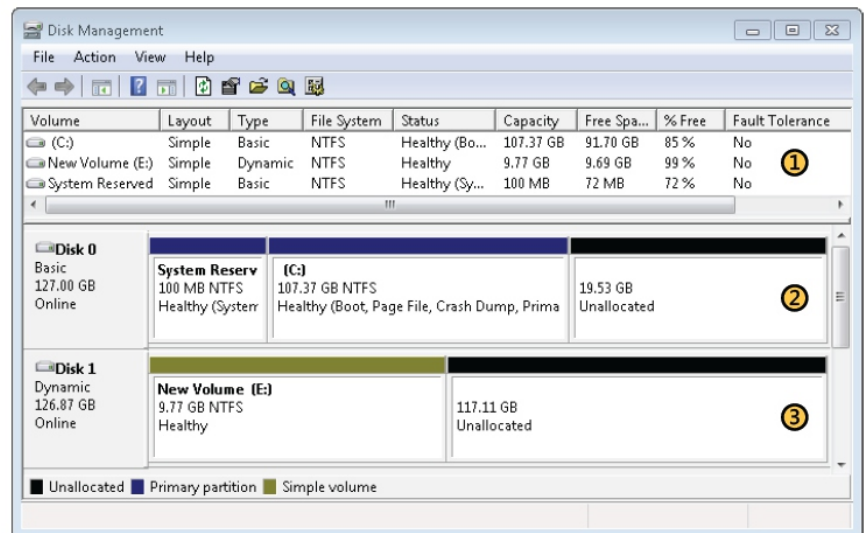 Disk Management
File Action View Help
Volume Layout Type File System Status Capacity Free Spa... % Free Fault Tolerance
(C:) Simple Basic NTFS Healthy (Bo... 107.37 GB 91.70 GB 85 % No
New Volume (E:) Simple Dynamic NTFS Healthy 9.77 GB 9.69 GB 99 % No
System Reserved Simple Basic NTFS Healthy (Sy... 100 MB 72 MB 72 % No
1
Disk 0
Basic
127.00 GB
Online
System Reserv
100 MB NTFS
Healthy (System
(C:)
107.37 GB NTFS
Healthy (Boot, Page File, Crash Dump, Prima
19.53 GB
Unallocated
2
Disk 1
Dynamic
126.87 GB
Online
New Volume (E:)
9.77 GB NTFS
Healthy
117.11 GB
Unallocated
3
Unallocated Primary partition Simple volume